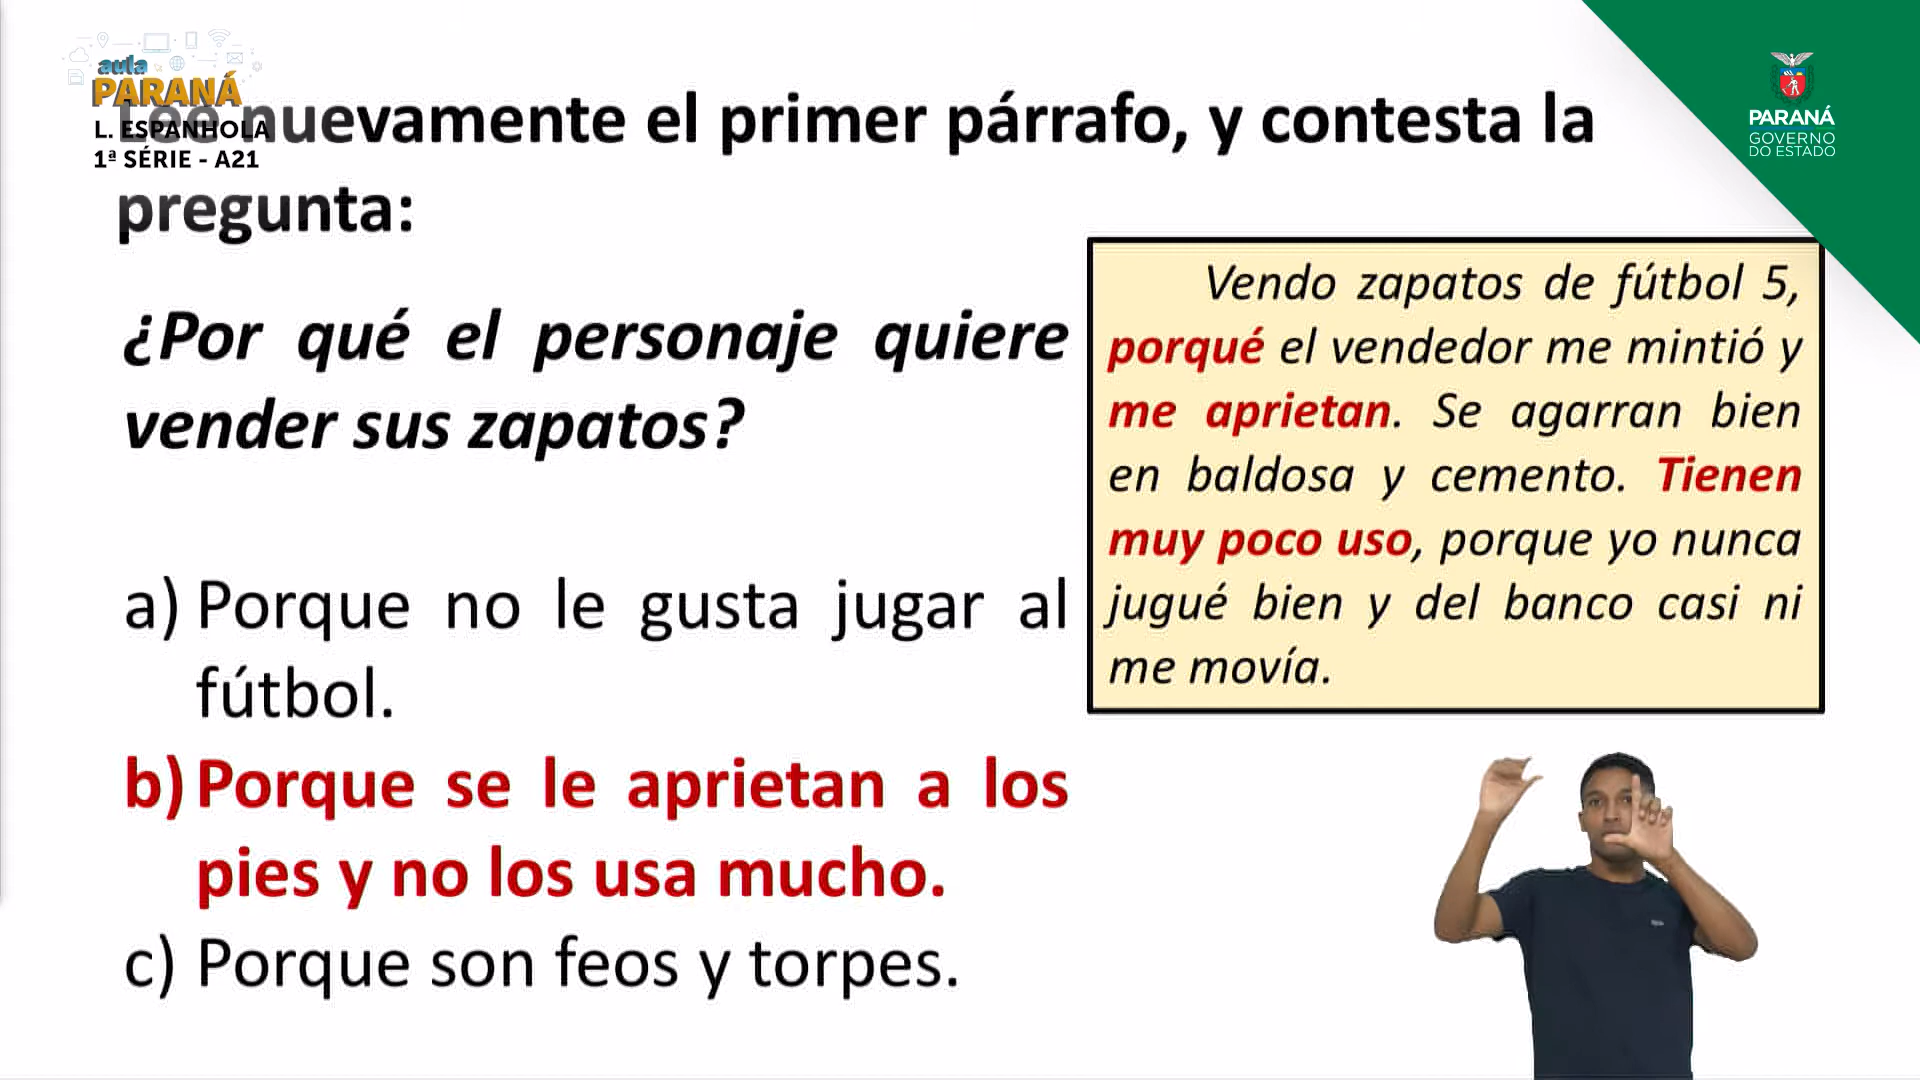 aula
PARANÁ
L. ESPANHOLA
1ª SÉRIE - A21
Lee nuevamente el primer párrafo, y contesta la
pregunta:
¿Por qué el personaje quiere
vender sus zapatos?
a) Porque no le gusta jugar al
fútbol.
b) Porque se le aprietan a los
pies y no los usa mucho.
c) Porque son feos y torpes.
Vendo zapatos de fútbol 5,
porqué el vendedor me mintió y
me aprietan. Se agarran bien
en baldosa y cemento. Tienen
muy poco uso, porque yo nunca
jugué bien y del banco casi ni
me movía.
PARANÁ
GOVERNO
DO ESTADO